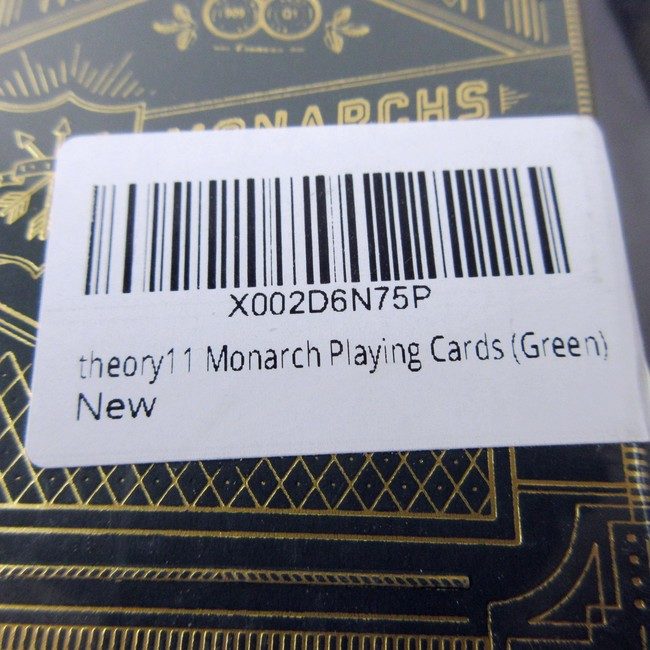 MONARCHS
X002D6N75P
theory11 Monarch Playing Cards (Green)
New